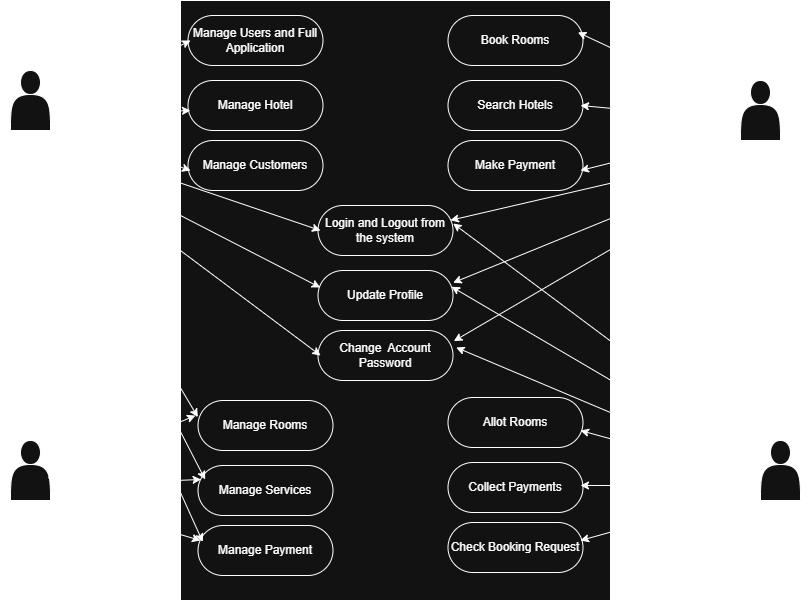 Manage Users and Full
Application
Book Rooms
Manage Hotel
Search Hotels
Manage Customers
Make Payment
Login and Logout from
the system
Update Profile
Change Account
Password
Manage Rooms
Allot Rooms
Manage Services
Collect Payments
Manage Payment
Check Booking Request